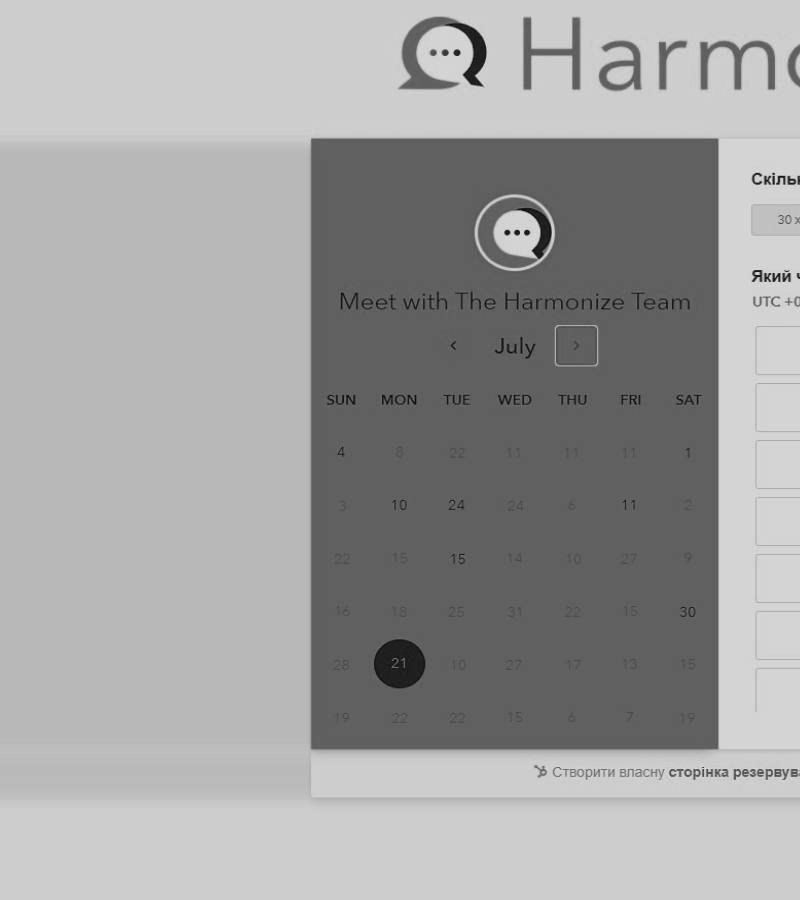 Harmo
Meet with The Harmonize Team
July
SUN MON TUE WED THU FRI SAT
4 8 22 11 11 11 1
3 10 24 24 6 11 2
22 15 15 14 10 27 9
16 18 25 31 22 15 30
28 21 10 27 17 13 15
19 22 22 15 6 7 19
Скільк
30 х
Який ч
UTC +0
Створити власну сторінка резервува